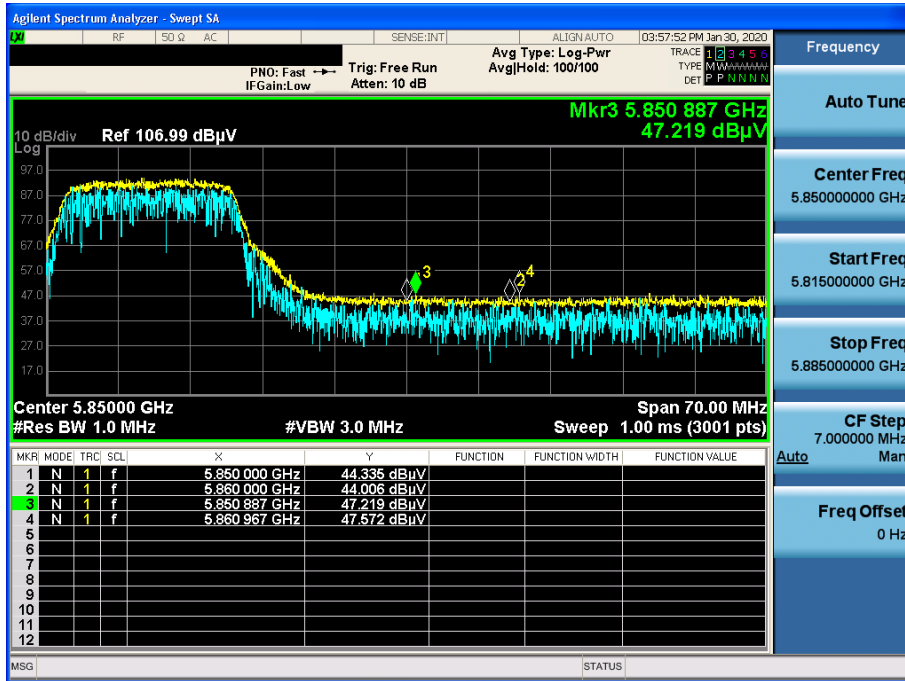 Agilent Spectrum Analyzer - Swept SA
LXI RF 50 Ω AC SENSE:INT ALIGN AUTO 03:57:52 PM Jan 30, 2020
PNO: Fast Trig: Free Run Avg Type: Log-Pwr TRACE 1 2 3 4 5 6
IFGain:Low Atten: 10 dB Avg|Hold: 100/100 TYPE M W
DET P P N N N N
Mkr3 5.850 887 GHz
47.219 dBµV
10 dB/div Ref 106.99 dBµV
Log
97.0
87.0
77.0
67.0
57.0
47.0
37.0
27.0
17.0
3
2
4
Center 5.85000 GHz Span 70.00 MHz
#Res BW 1.0 MHz #VBW 3.0 MHz Sweep 1.00 ms (3001 pts)
MKR MODE TRC SCL X Y FUNCTION FUNCTION WIDTH FUNCTION VALUE
1 N 1 f 5.850 000 GHz 44.335 dBµV
2 N 1 f 5.860 000 GHz 44.006 dBµV
3 N 1 f 5.850 887 GHz 47.219 dBµV
4 N 1 f 5.860 967 GHz 47.572 dBµV
5
6
7
8
9
10
11
12
MSG STATUS
Frequency
Auto Tune
Center Freq
5.850000000 GHz
Start Freq
5.815000000 GHz
Stop Freq
5.885000000 GHz
CF Step
7.000000 MHz
Auto Man
Freq Offset
0 Hz